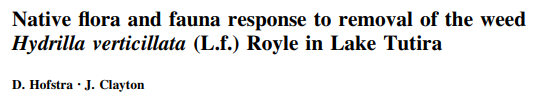 Native flora and fauna response to removal of the weed
Hydrilla verticillata (L.f.) Royle in Lake Tutira
D. Hofstra · J. Clayton